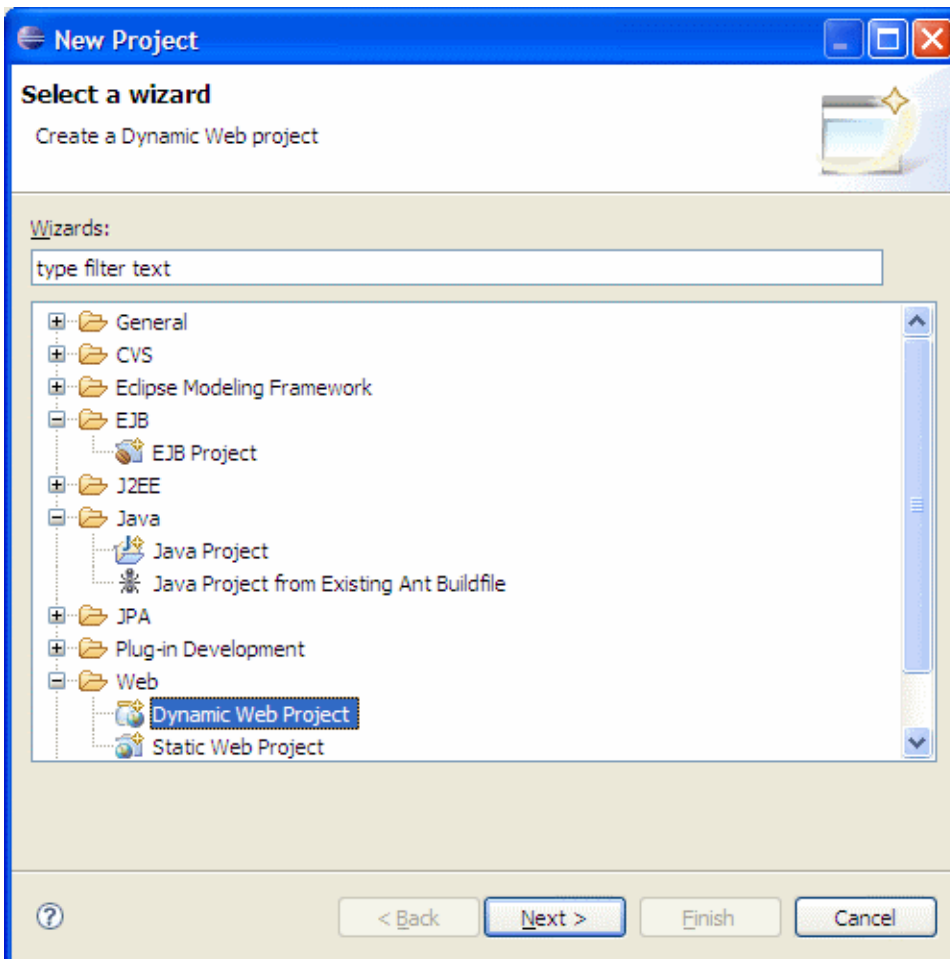 New Project
Select a wizard
Create a Dynamic Web project
Wizards:
type filter text
General
CVS
Eclipse Modeling Framework
EJB
EJB Project
J2EE
Java
Java Project
Java Project from Existing Ant Buildfile
JPA
Plug-in Development
Web
Dynamic Web Project
Static Web Project
< Back Next > Finish Cancel